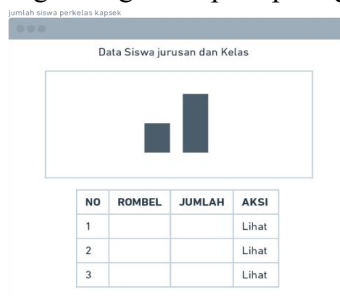 jumlah siswa perkelas kapsek
Data Siswa jurusan dan Kelas
NO ROMBEL JUMLAH AKSI
1 Lihat
2 Lihat
3 Lihat